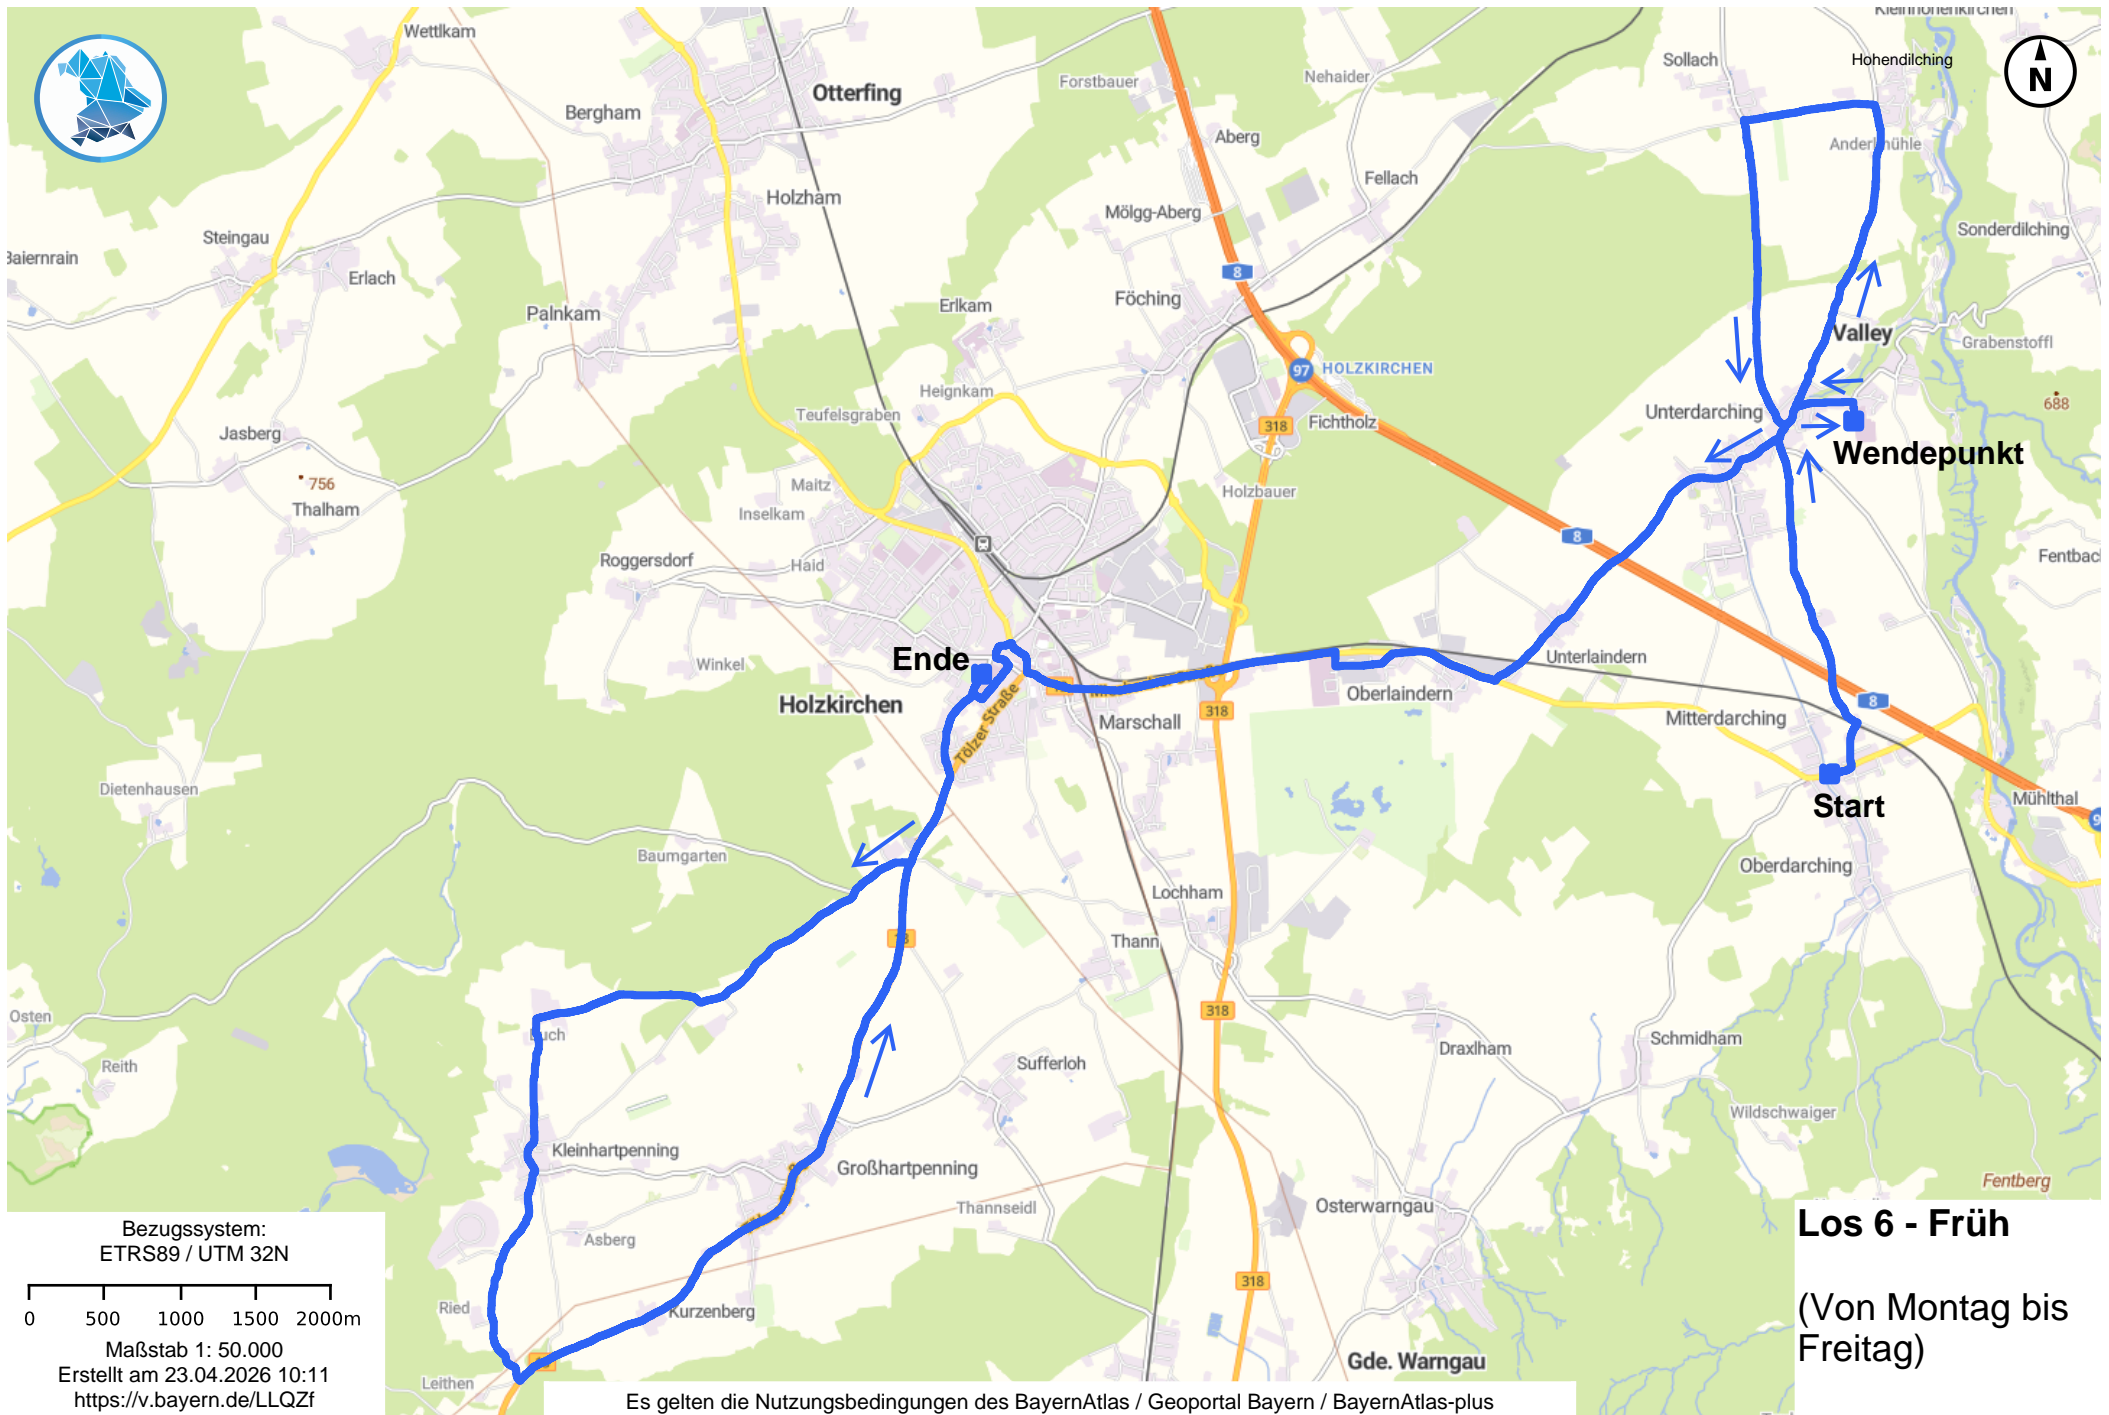 Kleinhöhenkirchen
Wettlkam
Sollach
Hohendilching
N
Otterfing
Forstbauer
Nehaider
Bergham
Aberg
Anderlmühle
Fellach
Holzham
Mölgg-Aberg
Steingau
Sonderdilching
Baiernrain
Erlach
8
Föching
Erlkam
Palnkam
Valley
Grabenstoffl
97
HOLZKIRCHEN
Heignkam
688
Teufelsgraben
Unterdarching
318
Fichtholz
Jasberg
Wendepunkt
756
Maitz
Holzbauer
Thalham
Inselkam
8
Roggersdorf
Haid
Fentbach
Ende
Winkel
Unterlaindern
Oberlaindern
8
Holzkirchen
318
Mitterdarching
Marschall
Tölzer Straße
Dietenhausen
Start
Mühlthal
Baumgarten
Oberdarching
Lochham
13
Thann
318
Osten
Buch
Schmidham
Draxlham
Reith
Sufferloh
Wildschwaiger
Kleinhartpenning
Großhartpenning
Fentberg
Thannseidl
Osterwarngau
Asberg
318
Ried
Kurzenberg
Gde. Warngau
Leithen
Bezugssystem:
ETRS89 / UTM 32N
0 500 1000 1500 2000m
Maßstab 1: 50.000
Erstellt am 23.04.2026 10:11
https://v.bayern.de/LLQZf
Es gelten die Nutzungsbedingungen des BayernAtlas / Geoportal Bayern / BayernAtlas-plus
Los 6 - Früh
(Von Montag bis
Freitag)